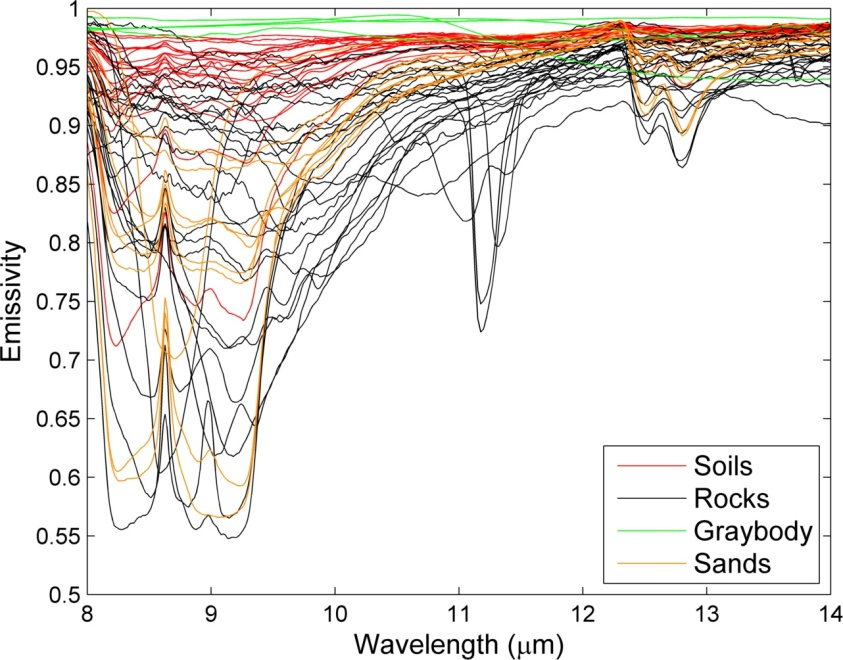 1
0.95
0.9
0.85
0.8
0.75
0.7
0.65
0.6
0.55
0.5
Emissivity
8 9 10 11 12 13 14
Wavelength (μm)
Soils
Rocks
Graybody
Sands